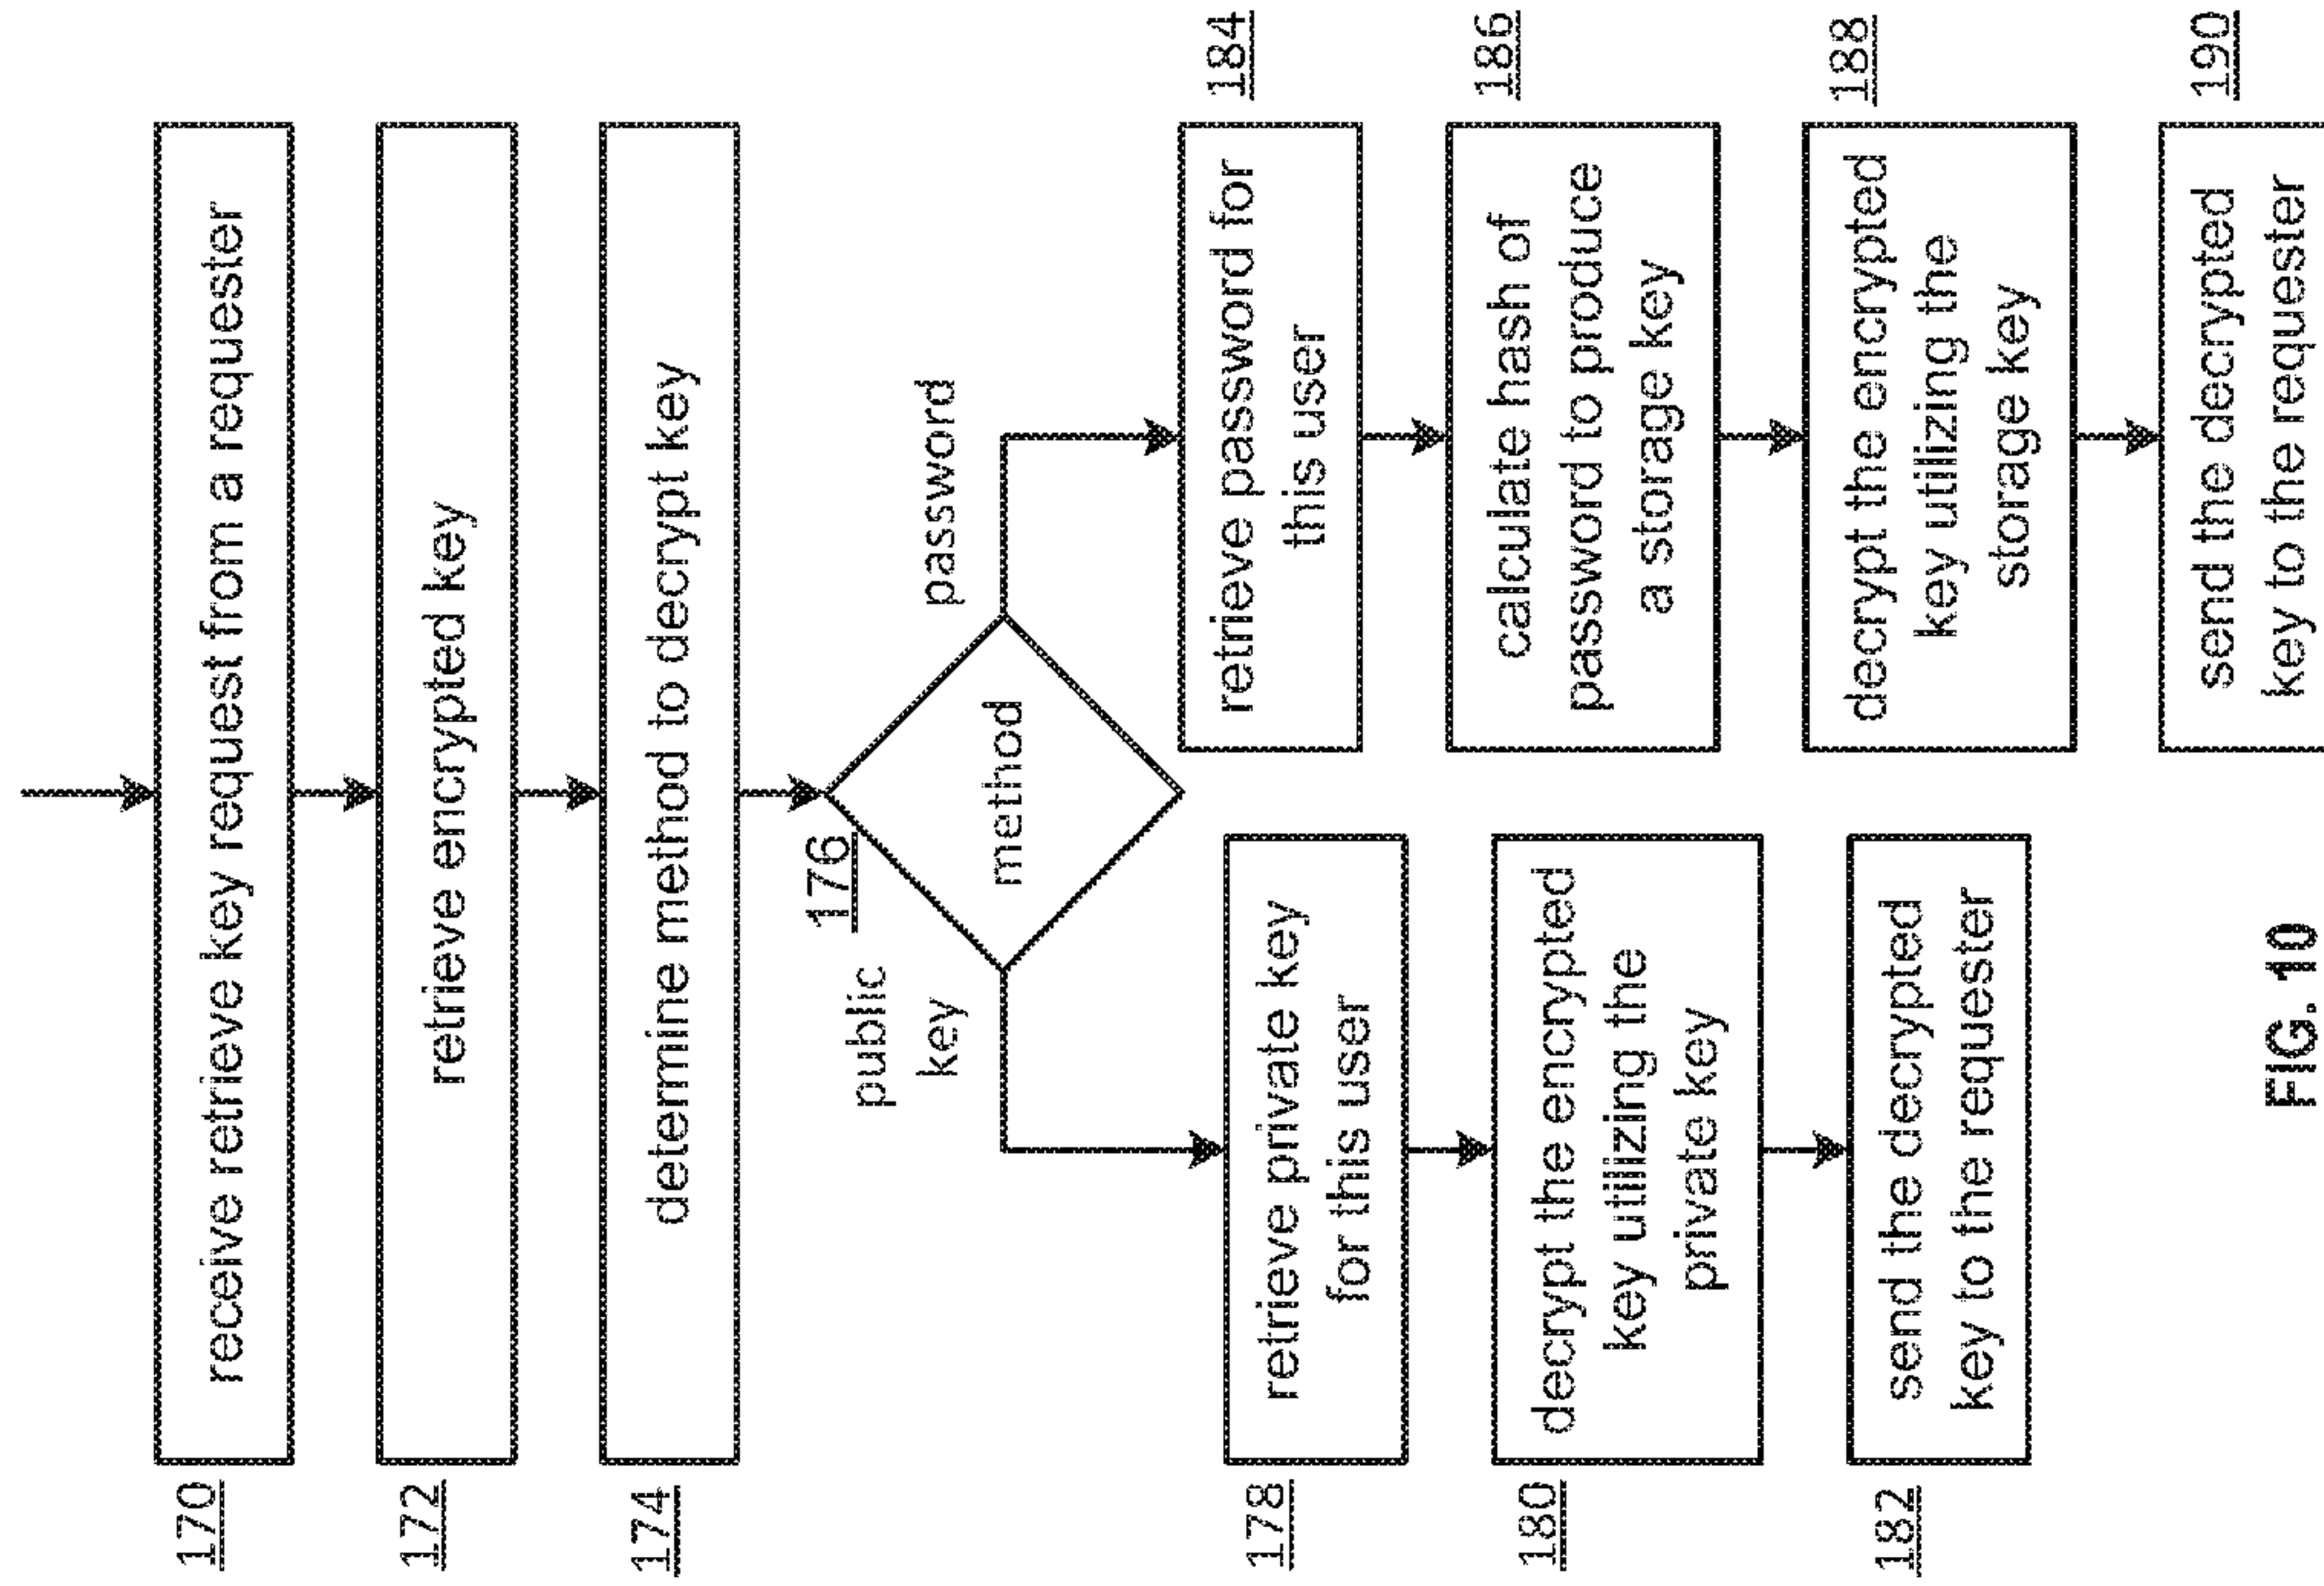 170
receive retrieve key request from a requester
172
retrieve encrypted key
174
determine method to decrypt key
176
method
public
key
password
178
retrieve private key
for this user
180
decrypt the encrypted
key utilizing the
private key
182
send the decrypted
key to the requester
184
retrieve password for
this user
186
calculate hash of
password to produce
a storage key
188
decrypt the encrypted
key utilizing the
storage key
190
send the decrypted
key to the requester
FIG. 10